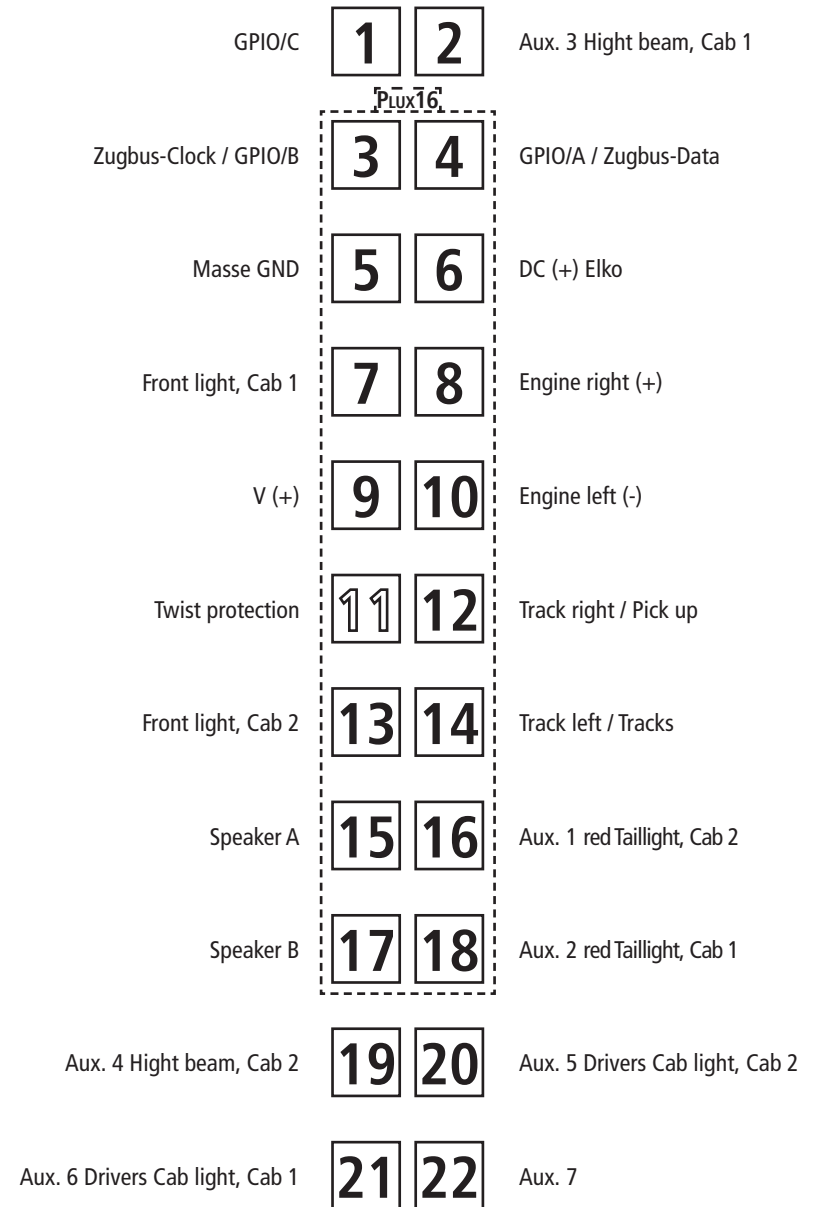 GPIO/C 1 2 Aux. 3 Hight beam, Cab 1
PLUX16
Zugbus-Clock / GPIO/B 3 4 GPIO/A / Zugbus-Data
Masse GND 5 6 DC (+) Elko
Front light, Cab 1 7 8 Engine right (+)
V (+) 9 10 Engine left (-)
Twist protection 11 12 Track right / Pick up
Front light, Cab 2 13 14 Track left / Tracks
Speaker A 15 16 Aux. 1 red Taillight, Cab 2
Speaker B 17 18 Aux. 2 red Taillight, Cab 1
Aux. 4 Hight beam, Cab 2 19 20 Aux. 5 Drivers Cab light, Cab 2
Aux. 6 Drivers Cab light, Cab 1 21 22 Aux. 7